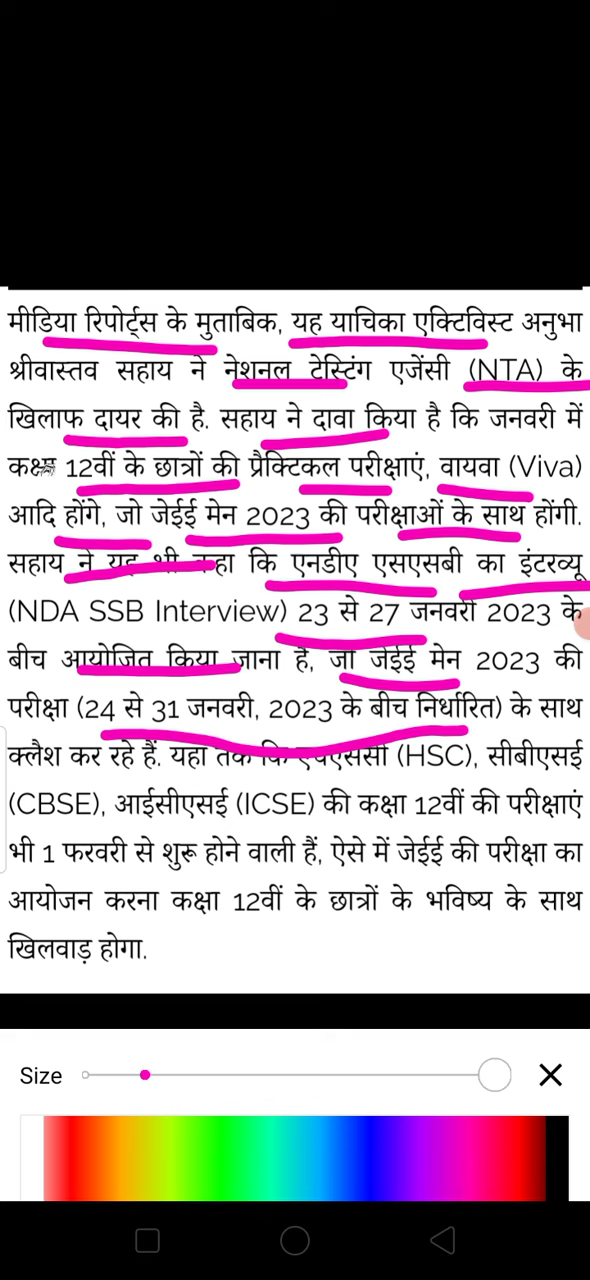 मीडिया रिपोर्ट्स के मुताबिक, यह याचिका एक्टिविस्ट अनुभा
श्रीवास्तव सहाय ने नेशनल टेस्टिंग एजेंसी (NTA) के
खिलाफ दायर की है. सहाय ने दावा किया है कि जनवरी में
कक्षा 12वीं के छात्रों की प्रैक्टिकल परीक्षाएं, वायवा (Viva)
आदि होंगे, जो जेईई मेन 2023 की परीक्षाओं के साथ होंगी.
सहाय ने यह भी कहा कि एनडीए एसएसबी का इंटरव्यू
(NDA SSB Interview) 23 से 27 जनवरी 2023 के
बीच आयोजित किया जाना है, जो जेईई मेन 2023 की
परीक्षा (24 से 31 जनवरी, 2023 के बीच निर्धारित) के साथ
क्लैश कर रहे हैं. यहां तक कि एचएससी (HSC), सीबीएसई
(CBSE), आईसीएसई (ICSE) की कक्षा 12वीं की परीक्षाएं
भी 1 फरवरी से शुरू होने वाली हैं, ऐसे में जेईई की परीक्षा का
आयोजन करना कक्षा 12वीं के छात्रों के भविष्य के साथ
खिलवाड़ होगा.
Size